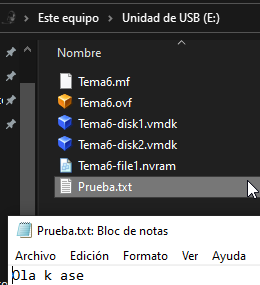 Este equipo > Unidad de USB (E:)
Tema6.mf
Tema6.ovf
Tema6-disk1.vmdk
Tema6-disk2.vmdk
Tema6-file1.nvram
Prueba.txt
Prueba.txt: Bloc de notas
Archivo Edición Formato Ver Ayuda
Ola k ase